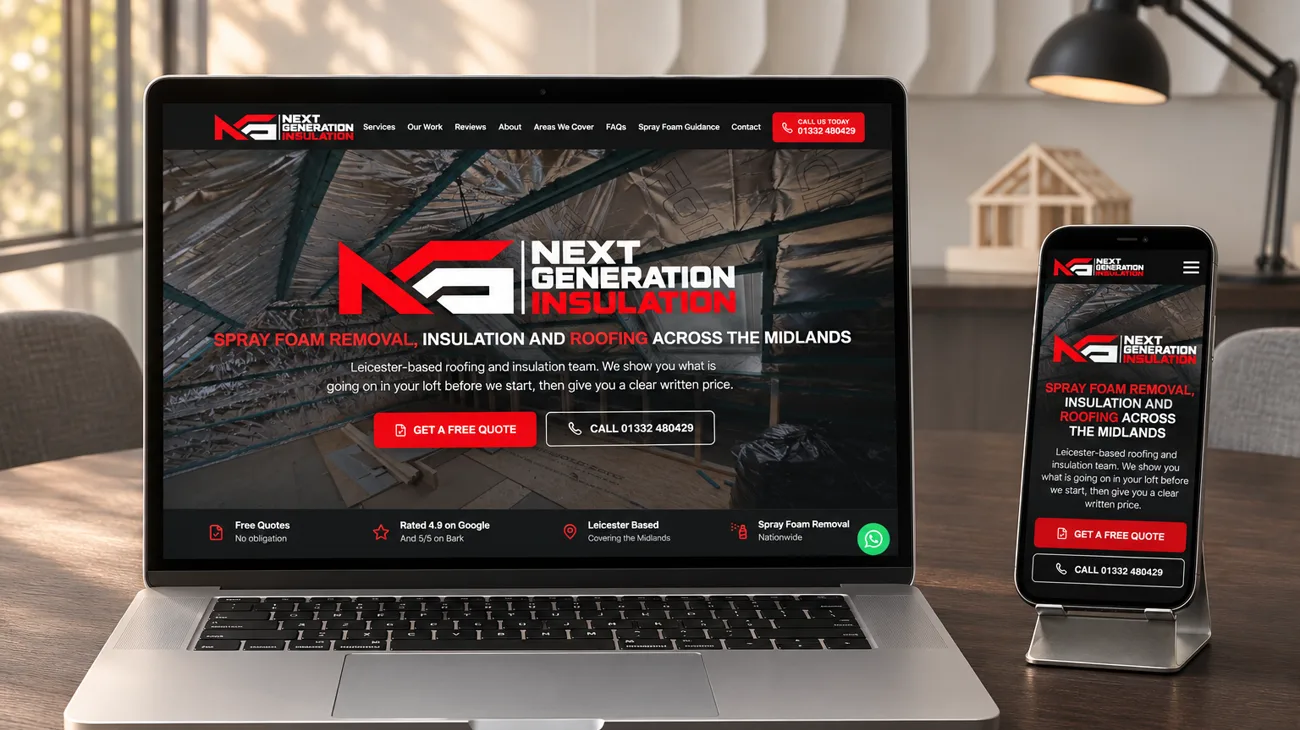 NEXT
GENERATION
INSULATION
Services
Our Work
Reviews
About
Areas We Cover
FAQs
Spray Foam Guidance
Contact
CALL US TODAY
01332 480429
NEXT
GENERATION
INSULATION
SPRAY FOAM REMOVAL, INSULATION AND ROOFING ACROSS THE MIDLANDS
Leicester-based roofing and insulation team. We show you what is
going on in your loft before we start, then give you a clear written price.
GET A FREE QUOTE
CALL 01332 480429
Free Quotes
No obligation
Rated 4.9 on Google
And 5/5 on Bark
Leicester Based
Covering the Midlands
Spray Foam Removal
Nationwide
NEXT
GENERATION
INSULATION
NEXT
GENERATION
INSULATION
SPRAY FOAM REMOVAL,
INSULATION AND
ROOFING ACROSS
THE MIDLANDS
Leicester-based roofing and
insulation team. We show you
what is going on in your loft before
we start, then give you a clear
written price.
GET A FREE QUOTE
CALL 01332 480429